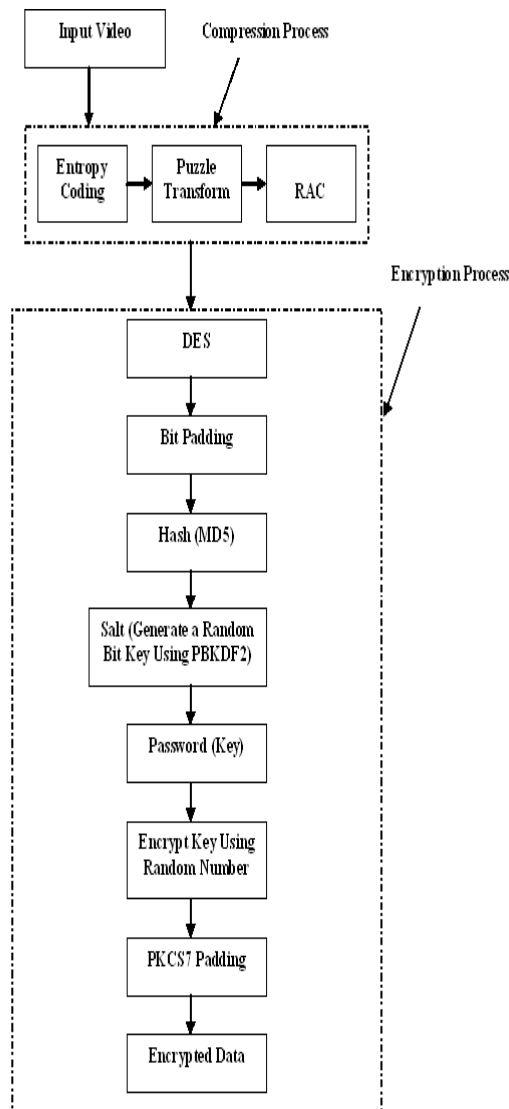 Input Video
Compression Process
Entropy
Coding
Puzzle
Transform
RAC
Encryption Process
DES
Bit Padding
Hash (MD5)
Salt (Generate a Random
Bit Key Using PBKDF2)
Password (Key)
Encrypt Key Using
Random Number
PKCS7 Padding
Encrypted Data